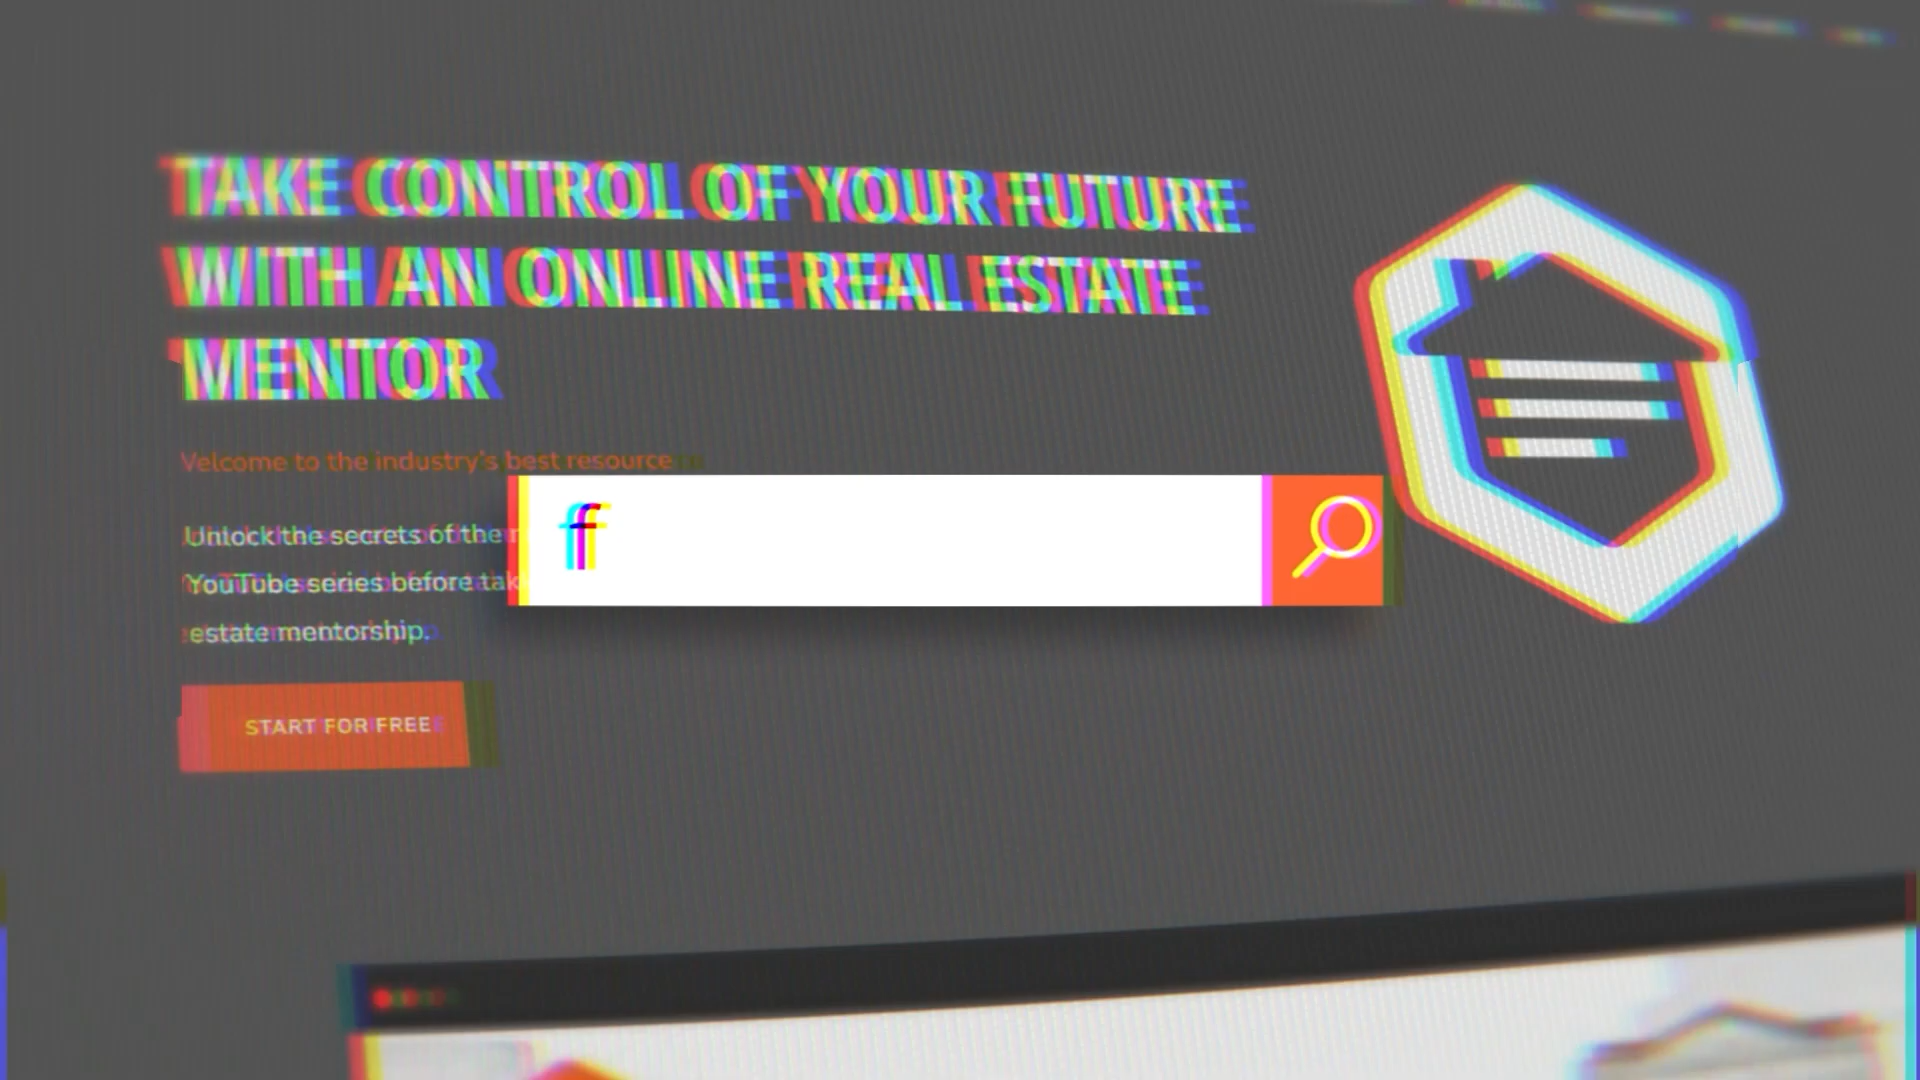 TAKE CONTROL OF YOUR FUTURE
WITH AN ONLINE REAL ESTATE
MENTOR
Welcome to the industry's best resource
Unlock the secrets of the
YouTube series before
estate mentorship.
START FOR FREE